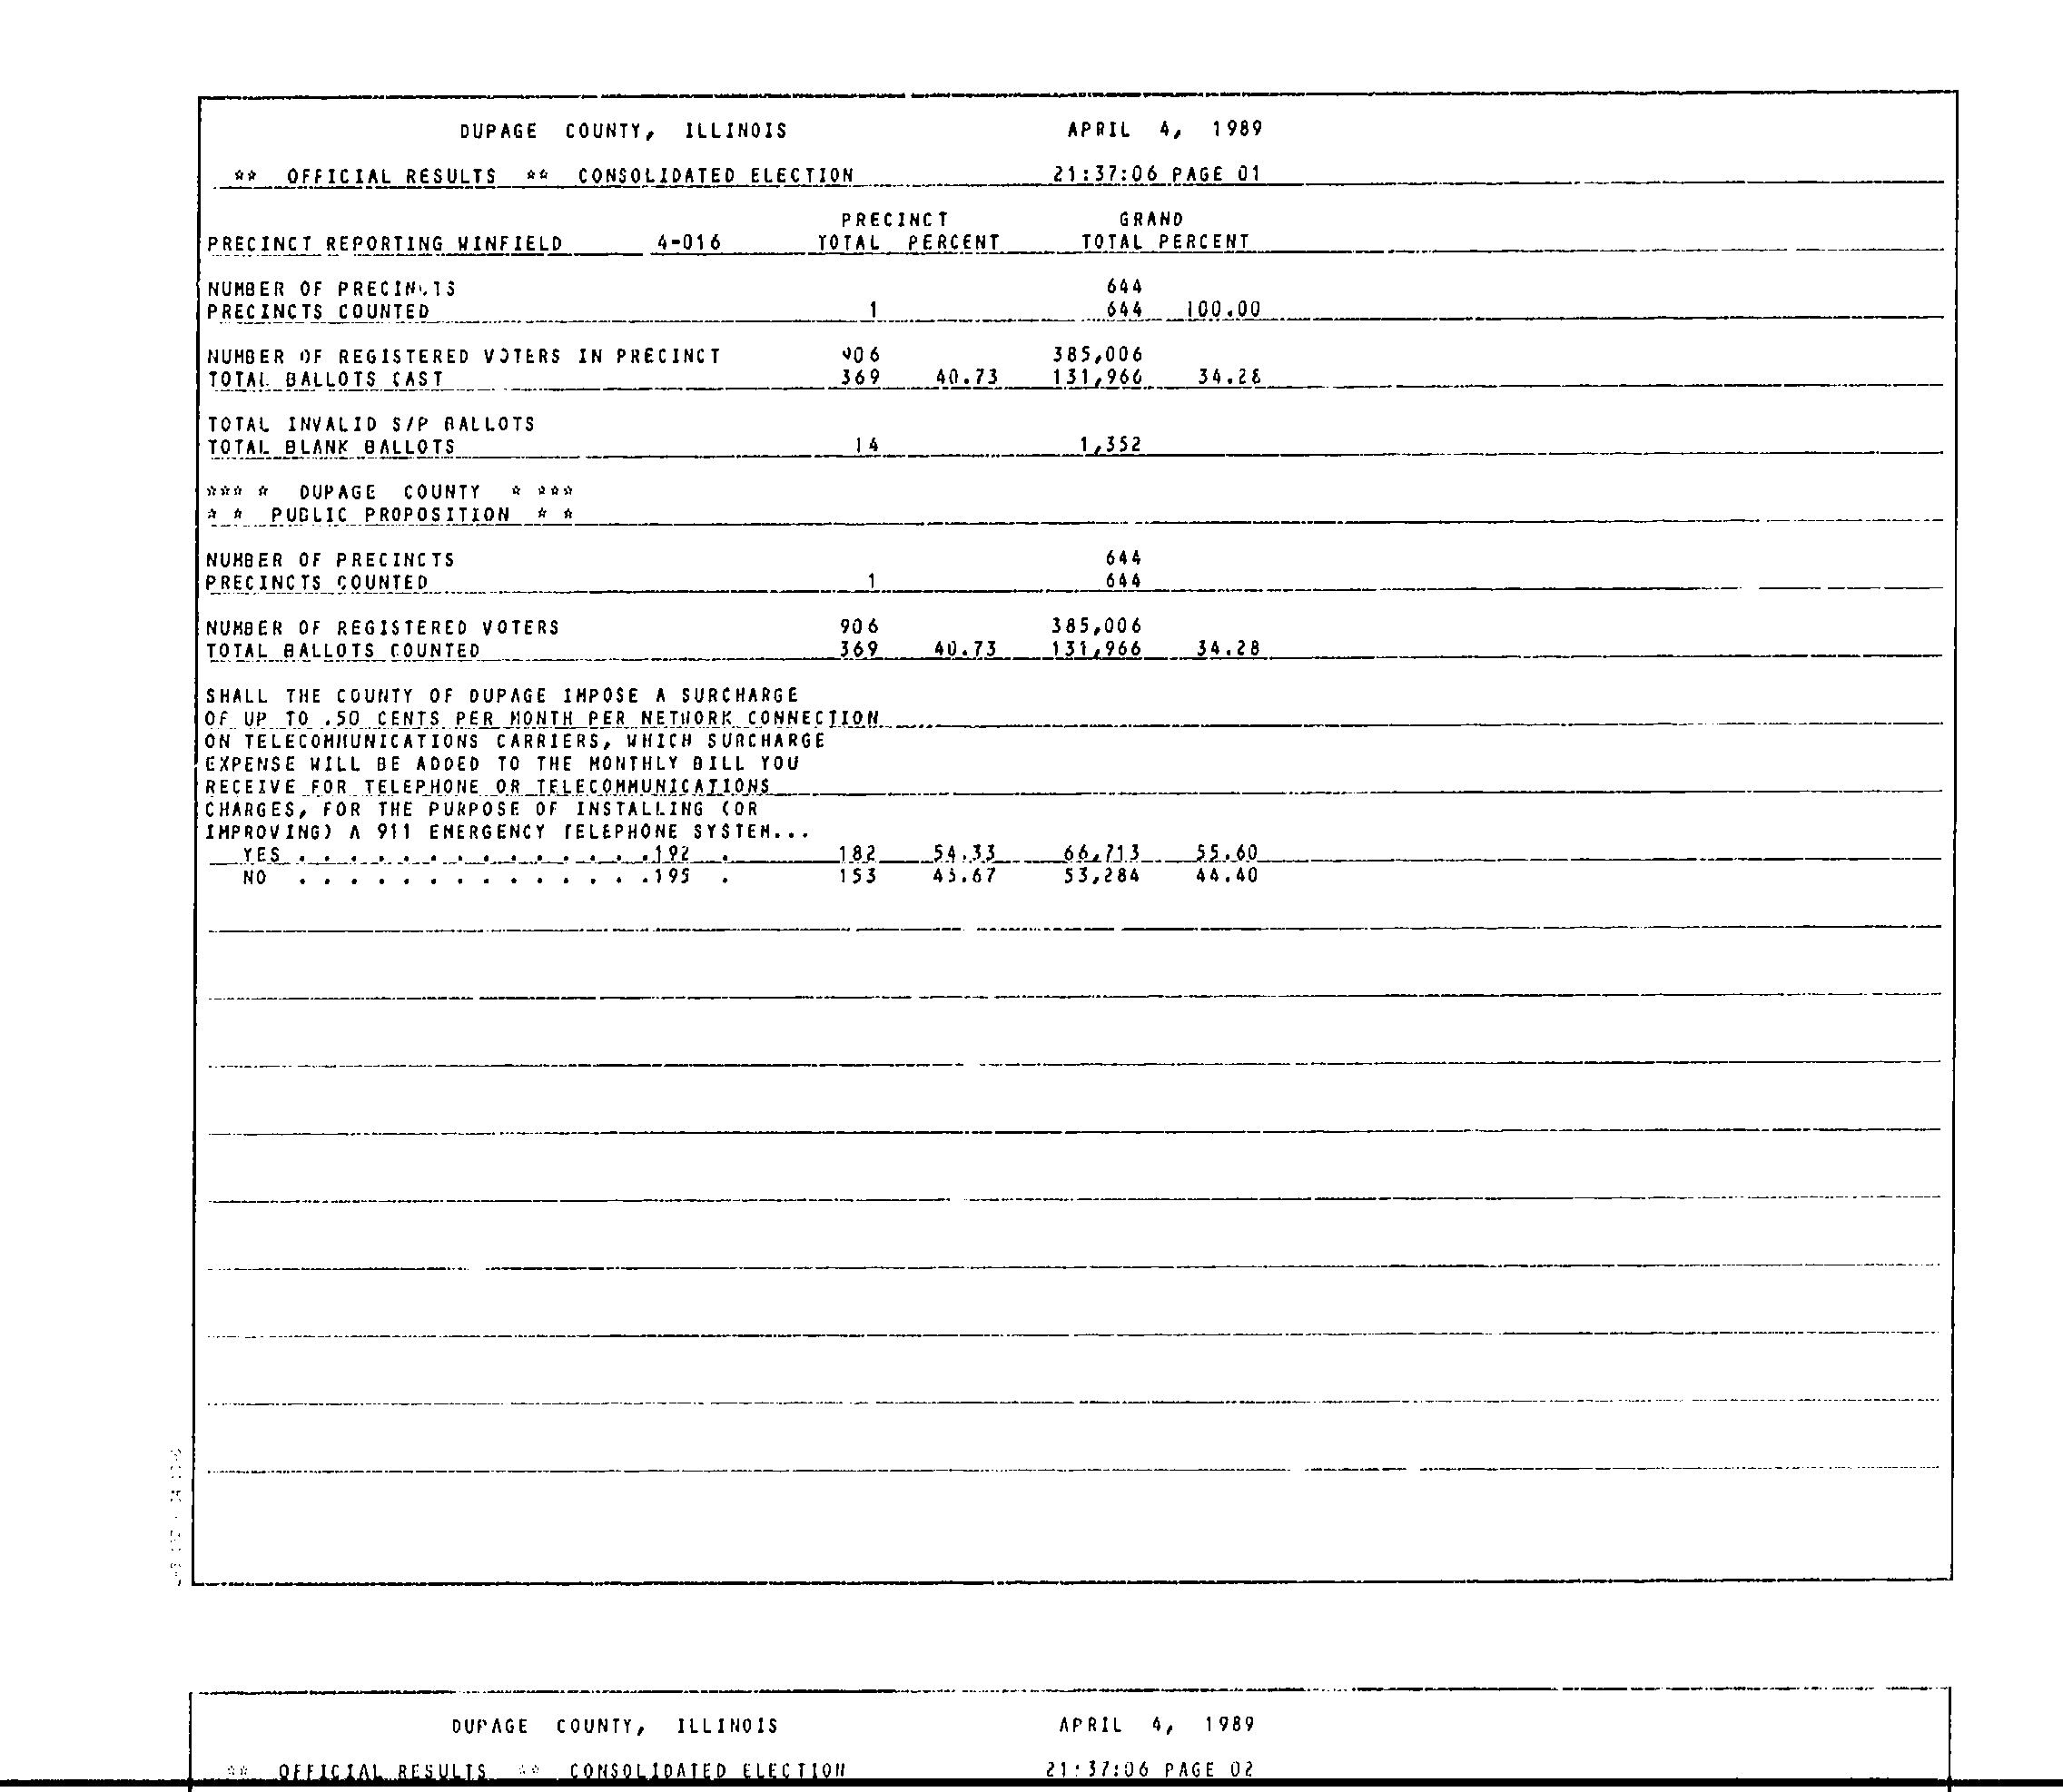 DUPAGE COUNTY, ILLINOIS APRIL 4, 1989
** OFFICIAL RESULTS ** CONSOLIDATED ELECTION 21:37:06 PAGE 01
PRECINCT GRAND
PRECINCT REPORTING WINFIELD 4-016 TOTAL PERCENT TOTAL PERCENT
NUMBER OF PRECINCTS 644
PRECINCTS COUNTED 1 644 100.00
NUMBER OF REGISTERED VOTERS IN PRECINCT 906 385,006
TOTAL BALLOTS CAST 369 40.73 131,966 34.28
TOTAL INVALID S/P BALLOTS
TOTAL BLANK BALLOTS 14 1,352
*** * DUPAGE COUNTY * ***
* * PUBLIC PROPOSITION * *
NUMBER OF PRECINCTS 644
PRECINCTS COUNTED 1 644
NUMBER OF REGISTERED VOTERS 906 385,006
TOTAL BALLOTS COUNTED 369 40.73 131,966 34.28
SHALL THE COUNTY OF DUPAGE IMPOSE A SURCHARGE
OF UP TO .50 CENTS PER MONTH PER NETWORK CONNECTION
ON TELECOMMUNICATIONS CARRIERS, WHICH SURCHARGE
EXPENSE WILL BE ADDED TO THE MONTHLY BILL YOU
RECEIVE FOR TELEPHONE OR TELECOMMUNICATIONS
CHARGES, FOR THE PURPOSE OF INSTALLING (OR
IMPROVING) A 911 EMERGENCY TELEPHONE SYSTEM...
YES . . . . . . . . . . . . . .192 . 182 54.33 66,713 55.60
NO . . . . . . . . . . . . . .195 . 153 45.67 53,284 44.40
DUPAGE COUNTY, ILLINOIS APRIL 4, 1989
** OFFICIAL RESULTS ** CONSOLIDATED ELECTION 21:37:06 PAGE 02